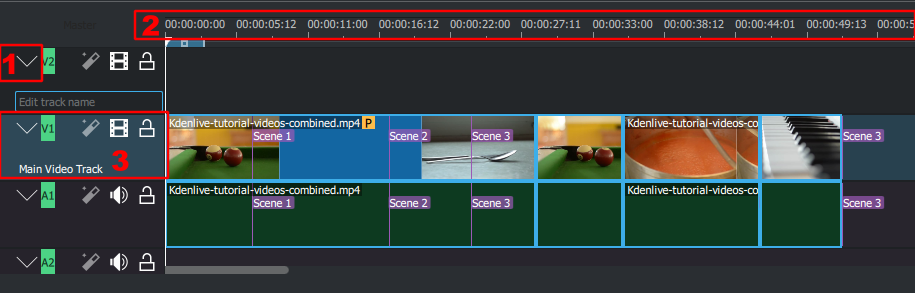 Master
2 00:00:00:00 00:00:05:12 00:00:11:00 00:00:16:12 00:00:22:00 00:00:27:11 00:00:33:00 00:00:38:12 00:00:44:01 00:00:49:13 00:00:5
1 V2
Edit track name
V1 Kdenlive-tutorial-videos-combined.mp4 P Kdenlive-tutorial-videos-co
Scene 1 Scene 2 Scene 3 Scene 3
Main Video Track 3
A1 Kdenlive-tutorial-videos-combined.mp4 Kdenlive-tutorial-videos-co
Scene 1 Scene 2 Scene 3 Scene 3
A2